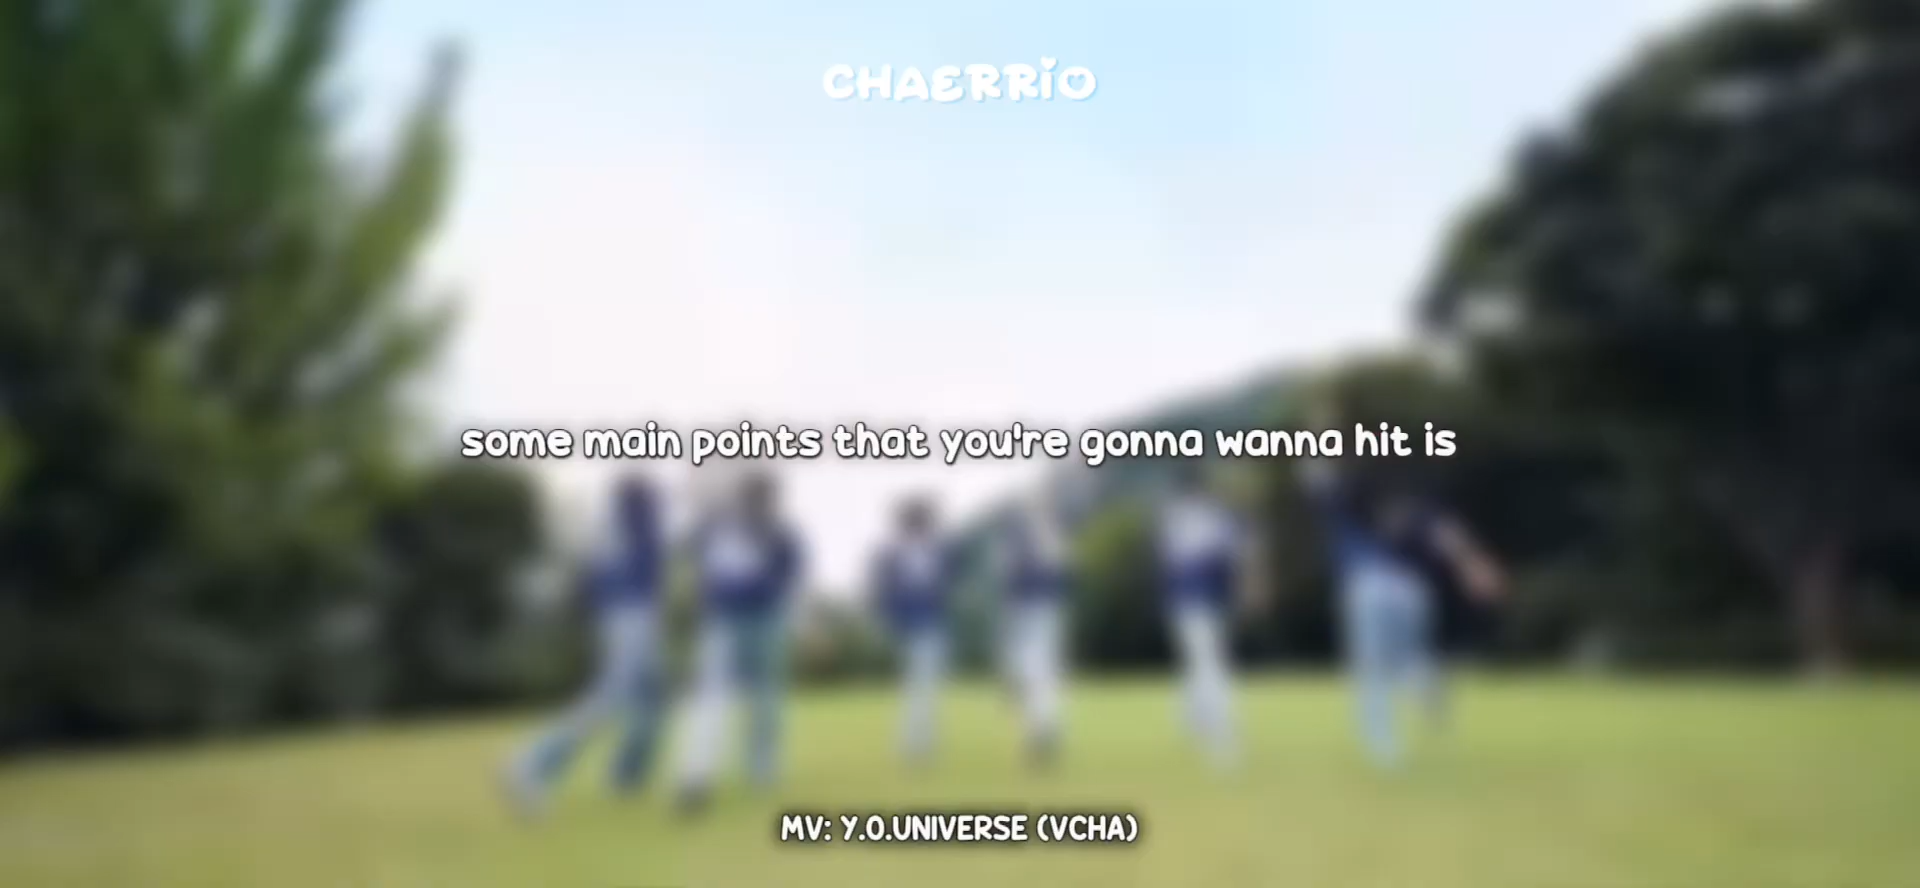 CHAERRiO
some main points that you're gonna wanna hit is
MV: Y.O.UNIVERSE (VCHA)